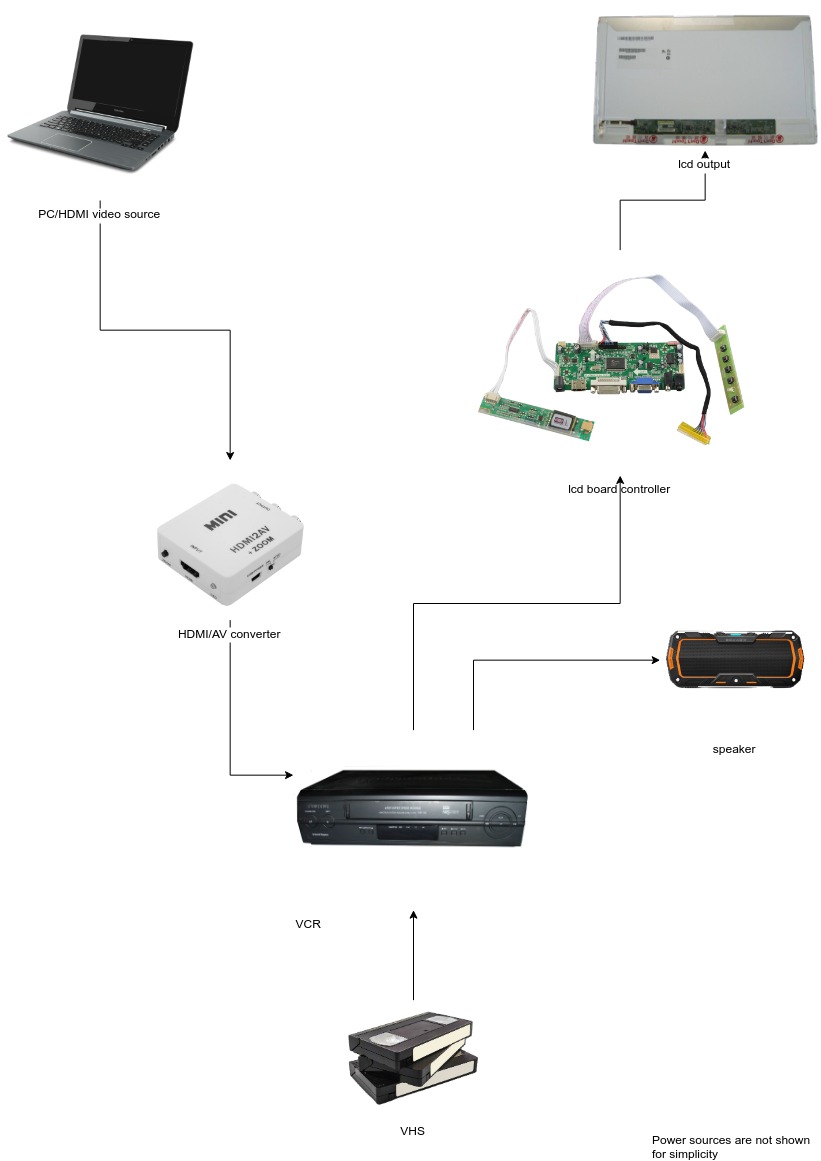 PC/HDMI video source
lcd output
lcd board controller
MINI
HDMI2AV
+ ZOOM
INPUT
HDMI/AV converter
speaker
VCR
VHS
Power sources are not shown
for simplicity